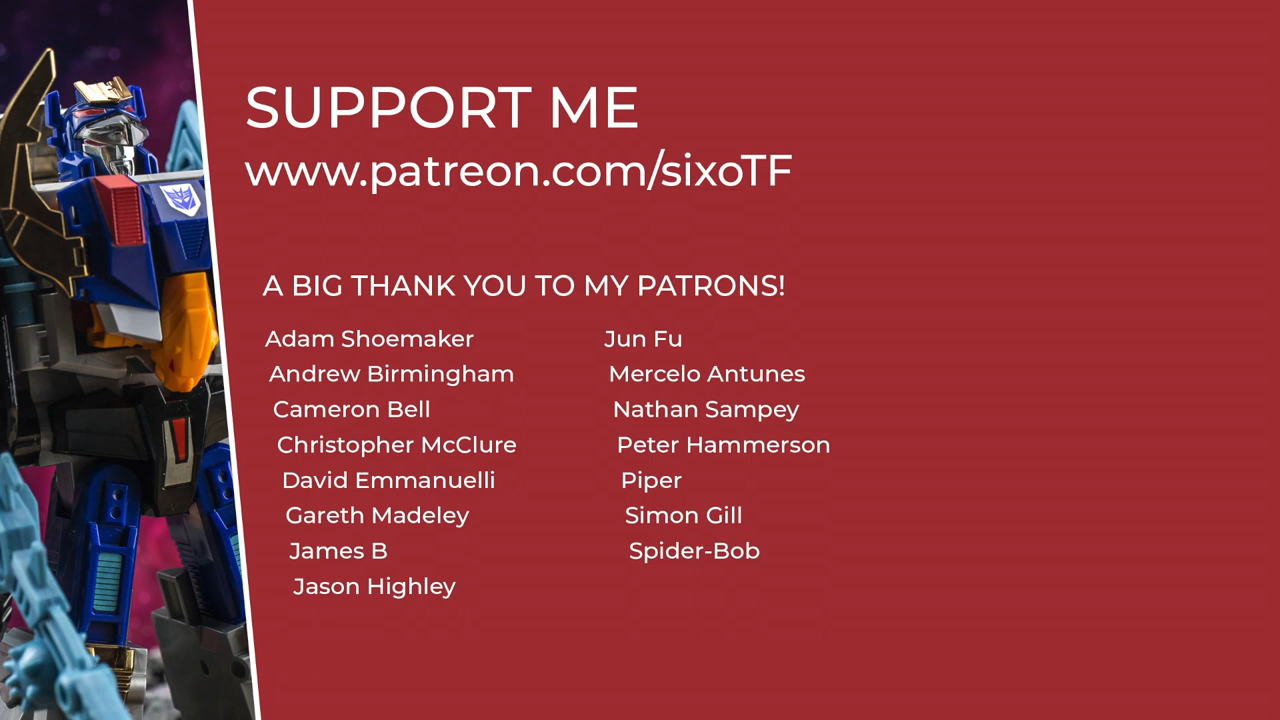 SUPPORT ME
www.patreon.com/sixoTF
A BIG THANK YOU TO MY PATRONS!
Adam Shoemaker
Andrew Birmingham
Cameron Bell
Christopher McClure
David Emmanuelli
Gareth Madeley
James B
Jason Highley
Jun Fu
Mercelo Antunes
Nathan Sampey
Peter Hammerson
Piper
Simon Gill
Spider-Bob